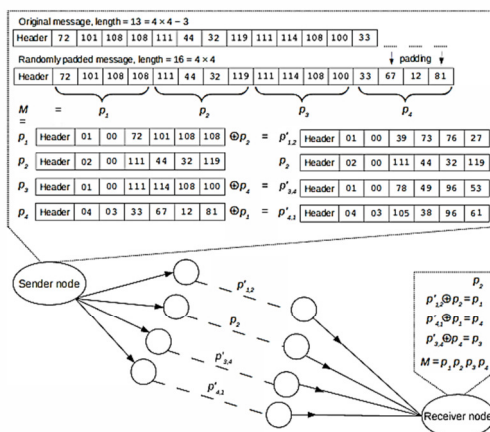 Original message, length = 13 = 4 × 4 − 3
Header 72 101 108 108 111 44 32 119 111 114 108 100 33
Randomly padded message, length = 16 = 4 × 4
padding
Header 72 101 108 108 111 44 32 119 111 114 108 100 33 67 12 81
M = p1 p2 p3 p4
=
p1 Header 01 00 72 101 108 108 ⊕p2 = p'1,2 Header 01 00 39 73 76 27
p2 Header 02 00 111 44 32 119 p2 Header 02 00 111 44 32 119
p3 Header 01 00 111 114 108 100 ⊕p4 = p'3,4 Header 01 00 78 49 96 53
p4 Header 04 03 33 67 12 81 ⊕p1 = p'4,1 Header 04 03 105 38 96 61
Sender node
p'1,2
p2
p'3,4
p'4,1
p2
p'1,2⊕p2=p1
p'4,1⊕p1=p4
p'3,4⊕p4=p3
M=p1 p2 p3 p4
Receiver node